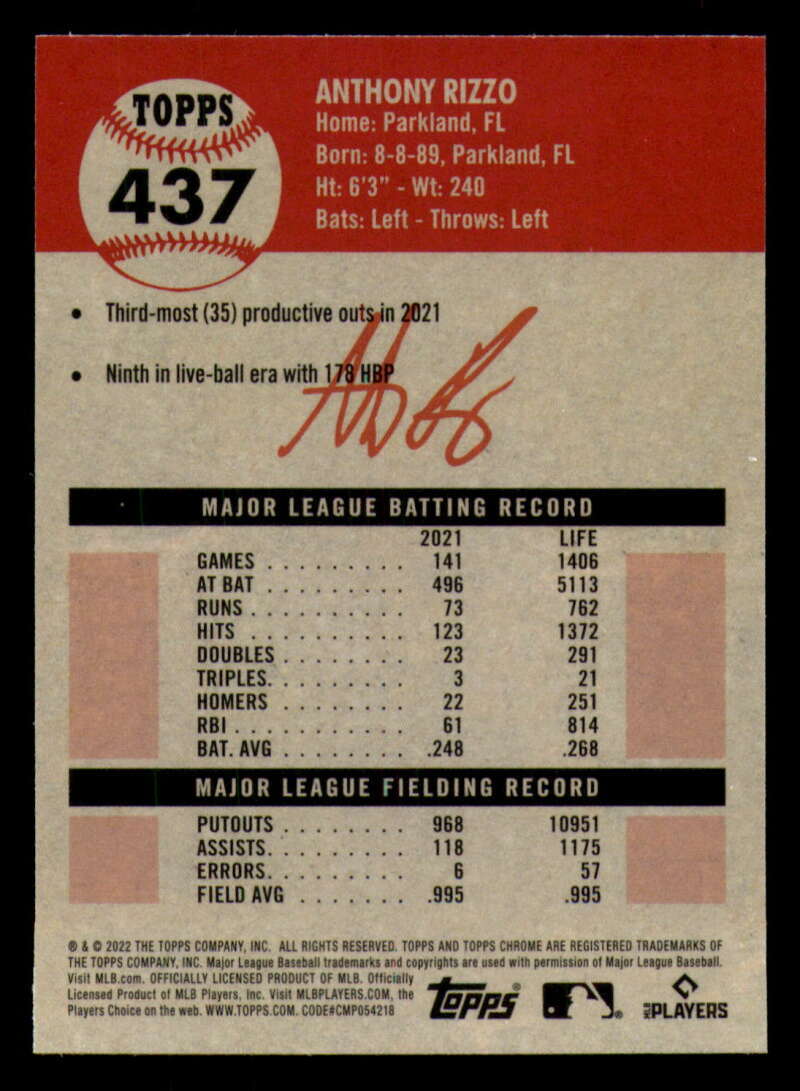 TOPPS
437
ANTHONY RIZZO
Home: Parkland, FL
Born: 8-8-89, Parkland, FL
Ht: 6'3" - Wt: 240
Bats: Left - Throws: Left
• Third-most (35) productive outs in 2021
• Ninth in live-ball era with 178 HBP
MAJOR LEAGUE BATTING RECORD
2021 LIFE
GAMES . . . . . . . . . 141 1406
AT BAT . . . . . . . . . 496 5113
RUNS . . . . . . . . . . 73 762
HITS . . . . . . . . . . 123 1372
DOUBLES . . . . . . . . 23 291
TRIPLES. . . . . . . . . 3 21
HOMERS . . . . . . . . 22 251
RBI . . . . . . . . . . . 61 814
BAT. AVG . . . . . . . . .248 .268
MAJOR LEAGUE FIELDING RECORD
PUTOUTS . . . . . . . . 968 10951
ASSISTS. . . . . . . . . 118 1175
ERRORS. . . . . . . . . 6 57
FIELD AVG . . . . . . . .995 .995
® & © 2022 THE TOPPS COMPANY, INC. ALL RIGHTS RESERVED. TOPPS AND TOPPS CHROME ARE REGISTERED TRADEMARKS OF
THE TOPPS COMPANY, INC. Major League Baseball trademarks and copyrights are used with permission of Major League Baseball.
Visit MLB.com. OFFICIALLY LICENSED PRODUCT OF MLB. Officially
Licensed Product of MLB Players, Inc. Visit MLBPLAYERS.COM, the
Players Choice on the web. WWW.TOPPS.COM. CODE#CMP054218
Topps®
®
MLB PLAYERS